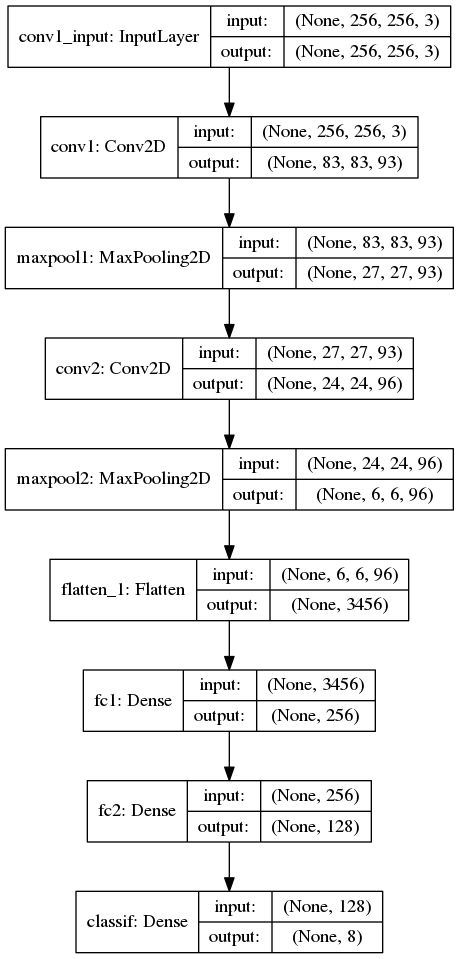 conv1_input: InputLayer
input: (None, 256, 256, 3)
output: (None, 256, 256, 3)
conv1: Conv2D
input: (None, 256, 256, 3)
output: (None, 83, 83, 93)
maxpool1: MaxPooling2D
input: (None, 83, 83, 93)
output: (None, 27, 27, 93)
conv2: Conv2D
input: (None, 27, 27, 93)
output: (None, 24, 24, 96)
maxpool2: MaxPooling2D
input: (None, 24, 24, 96)
output: (None, 6, 6, 96)
flatten_1: Flatten
input: (None, 6, 6, 96)
output: (None, 3456)
fc1: Dense
input: (None, 3456)
output: (None, 256)
fc2: Dense
input: (None, 256)
output: (None, 128)
classif: Dense
input: (None, 128)
output: (None, 8)